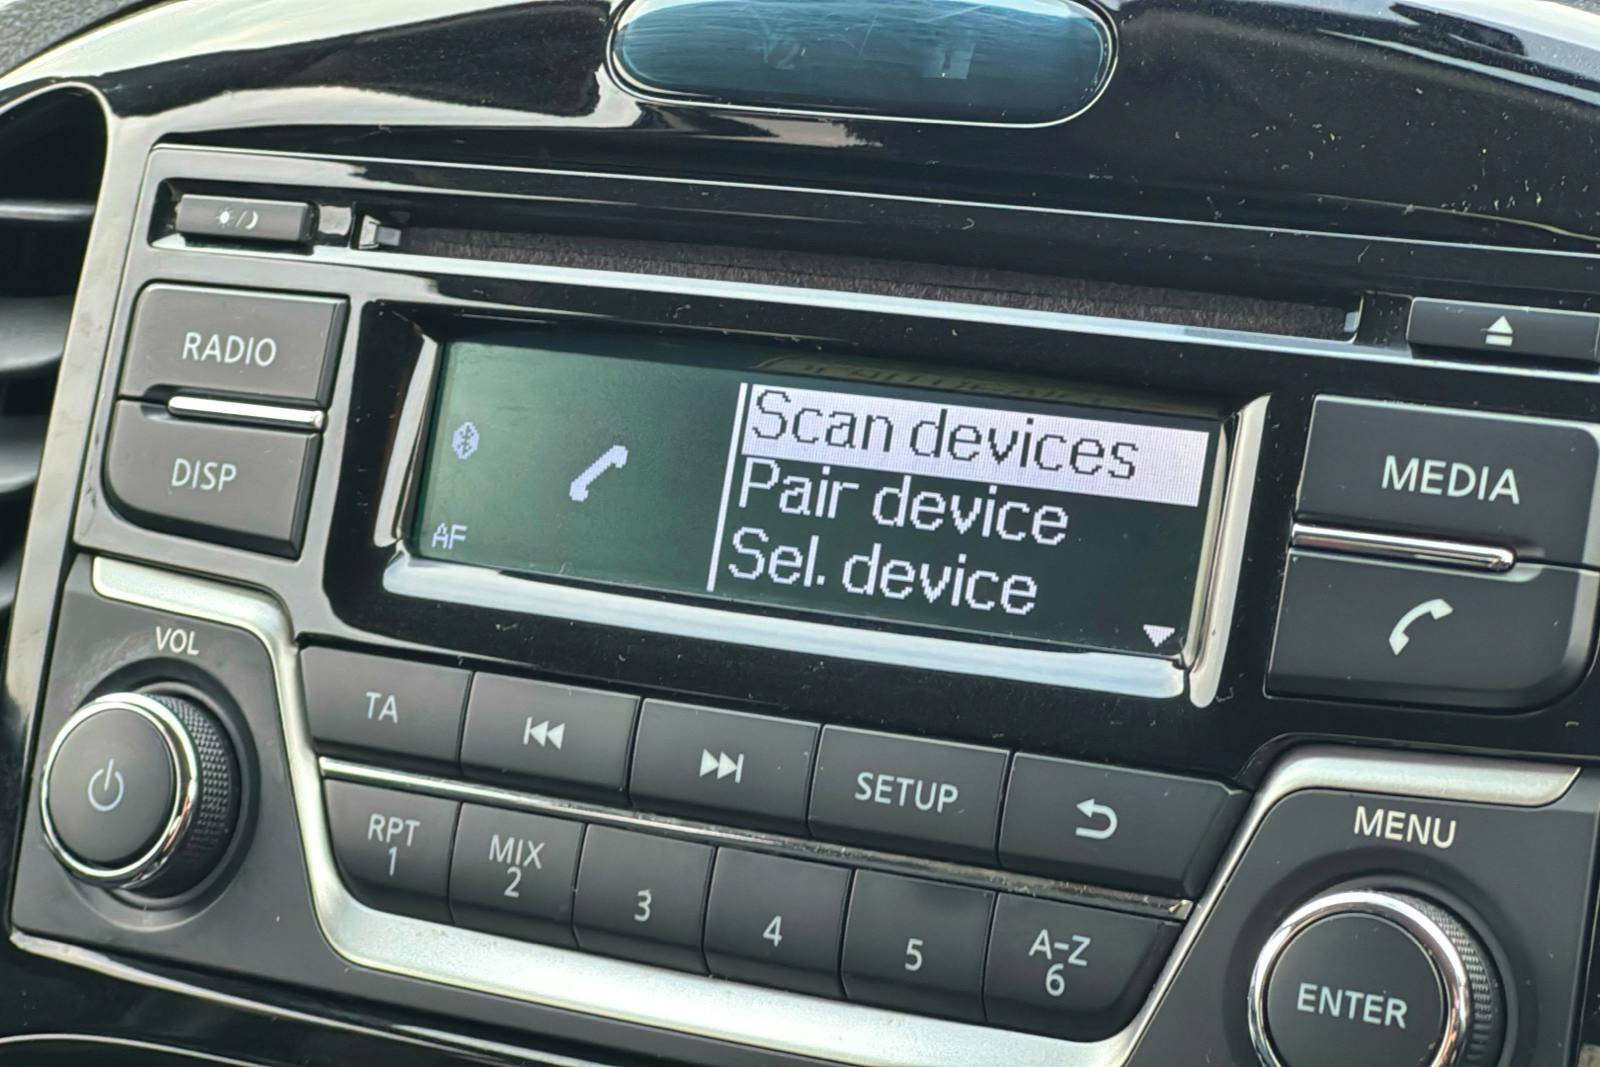 RADIO
DISP
AF
Scan devices
Pair device
Sel. device
MEDIA
VOL
TA
SETUP
MENU
RPT
1
MIX
2
3
4
5
A-Z
6
ENTER